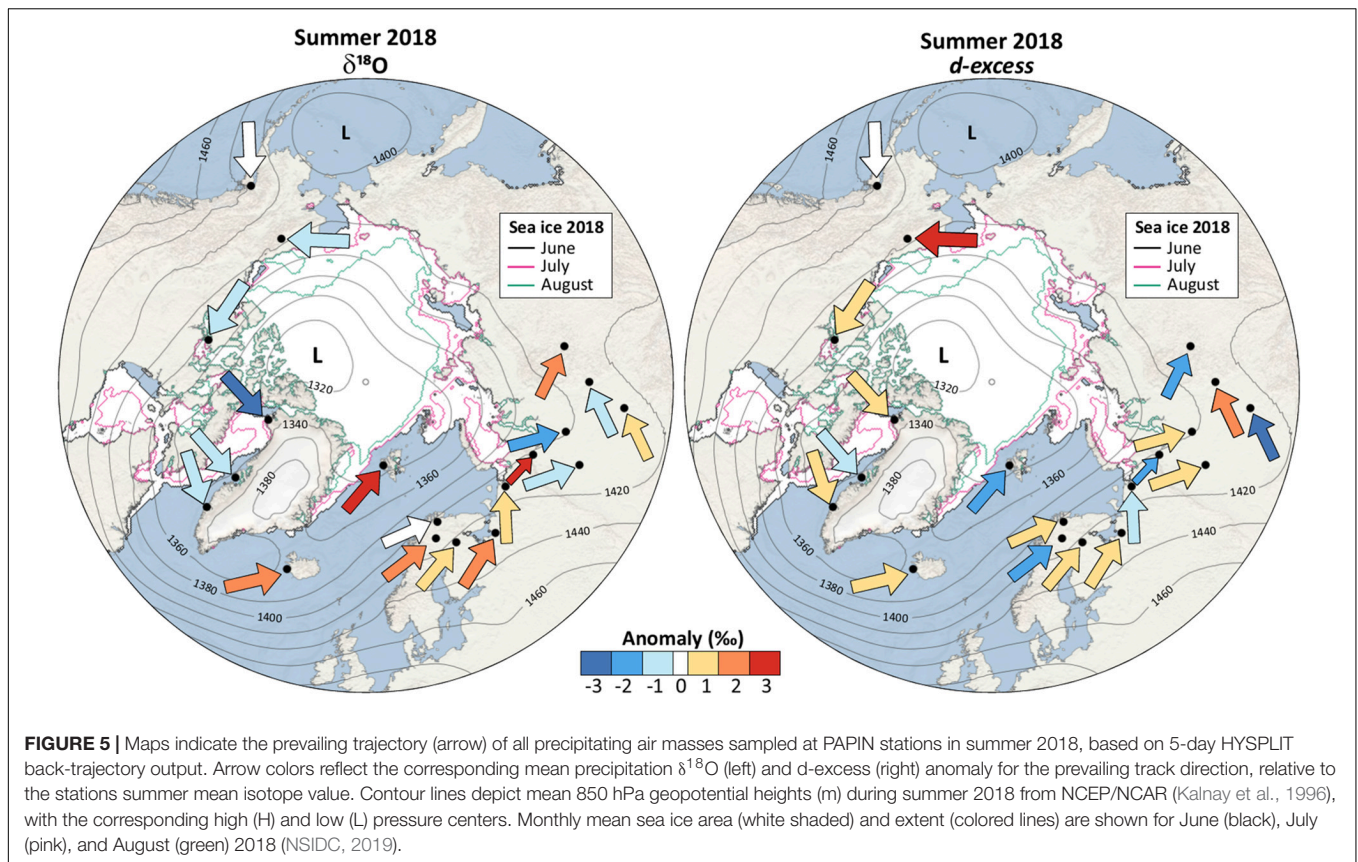 Summer 2018
δ¹⁸O
Summer 2018
d-excess
L
1460
1400
Sea ice 2018
June
July
August
L
1320
1340
1380
1360
1420
1440
1360
1380
1400
1460
L
1460
1400
Sea ice 2018
June
July
August
L
1320
1340
1380
1360
1420
1440
1360
1380
1400
1460
Anomaly (‰)
-3 -2 -1 0 1 2 3
FIGURE 5 | Maps indicate the prevailing trajectory (arrow) of all precipitating air masses sampled at PAPIN stations in summer 2018, based on 5-day HYSPLIT
back-trajectory output. Arrow colors reflect the corresponding mean precipitation δ¹⁸O (left) and d-excess (right) anomaly for the prevailing track direction, relative to
the stations summer mean isotope value. Contour lines depict mean 850 hPa geopotential heights (m) during summer 2018 from NCEP/NCAR (Kalnay et al., 1996),
with the corresponding high (H) and low (L) pressure centers. Monthly mean sea ice area (white shaded) and extent (colored lines) are shown for June (black), July
(pink), and August (green) 2018 (NSIDC, 2019).